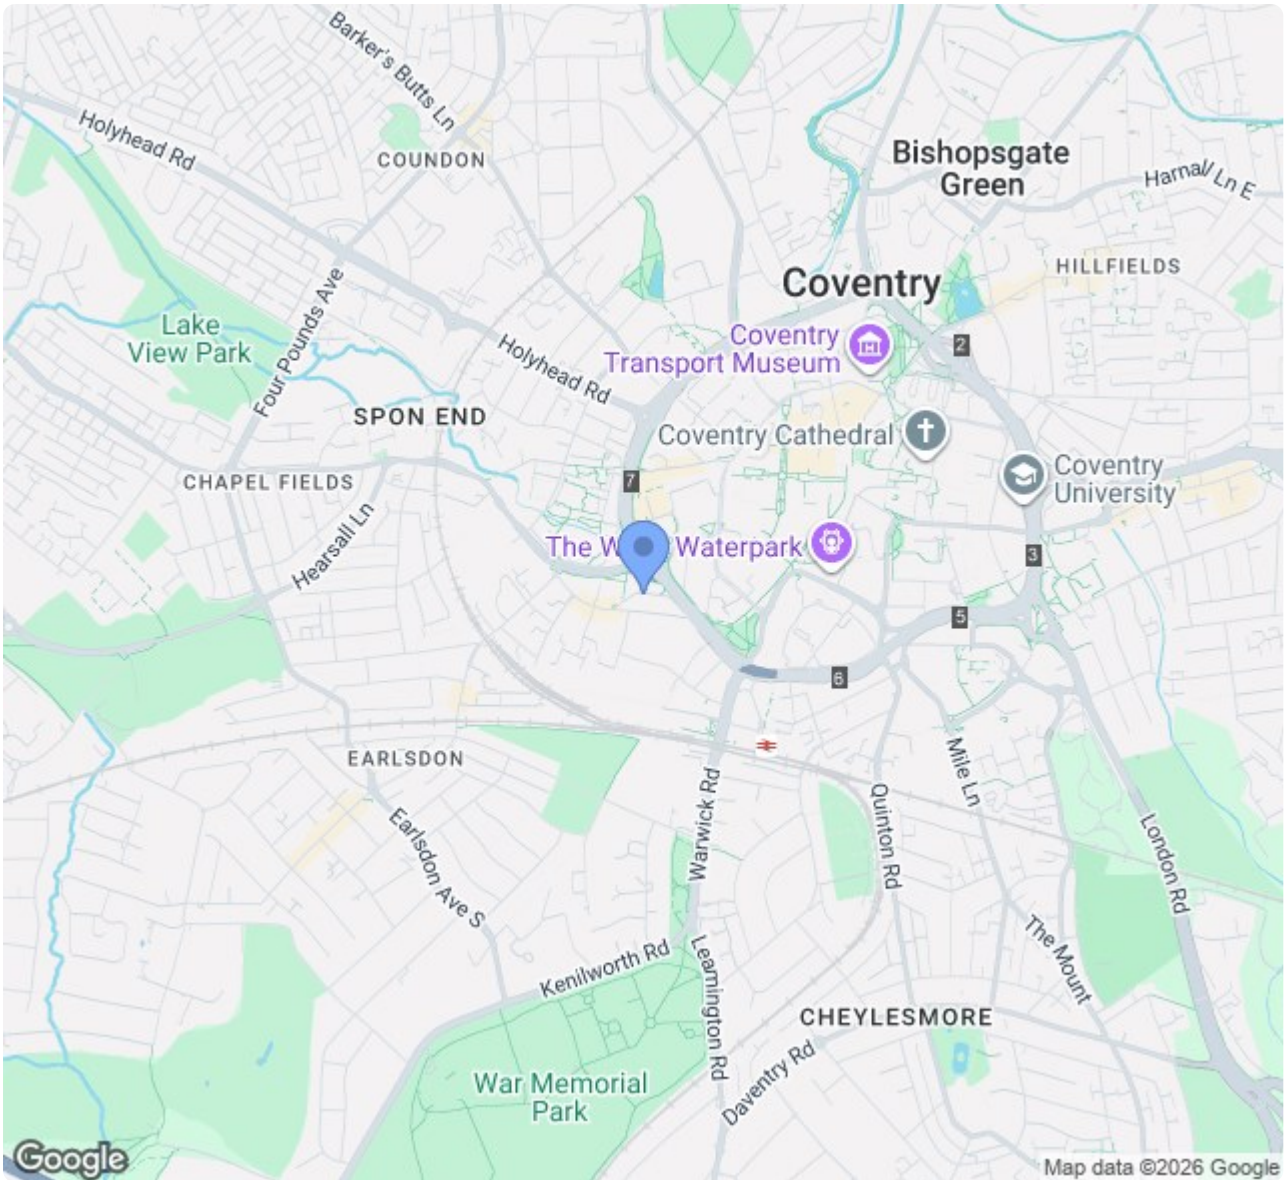 Barker's Butts Ln
Holyhead Rd
COUNDON
Bishopsgate
Green
Harnall Ln E
HILLFIELDS
Coventry
Lake
View Park
Four Pounds Ave
Holyhead Rd
Coventry
Transport Museum
2
SPON END
Coventry Cathedral
CHAPEL FIELDS
7
Coventry
University
Hearsall Ln
The W Waterpark
3
5
6
EARLSDON
Mile Ln
Warwick Rd
Quinton Rd
London Rd
Earlsdon Ave S
The Mount
Kenilworth Rd
Leamington Rd
CHEYLESMORE
Daventry Rd
War Memorial
Park
Google
Map data ©2026 Google